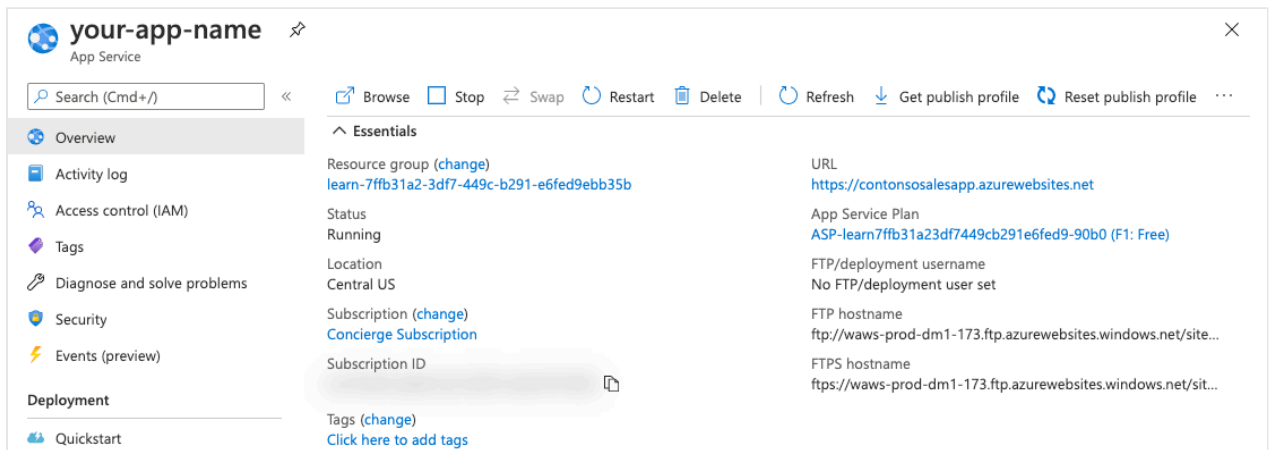 your-app-name
App Service
Search (Cmd+/)
«
Browse Stop Swap Restart Delete Refresh Get publish profile Reset publish profile ...
Overview
Activity log
Access control (IAM)
Tags
Diagnose and solve problems
Security
Events (preview)
Deployment
Quickstart
Essentials
Resource group (change)
learn-7ffb31a2-3df7-449c-b291-e6fed9ebb35b
Status
Running
Location
Central US
Subscription (change)
Concierge Subscription
Subscription ID
Tags (change)
Click here to add tags
URL
https://contonsosalesapp.azurewebsites.net
App Service Plan
ASP-learn7ffb31a23df7449cb291e6fed9-90b0 (F1: Free)
FTP/deployment username
No FTP/deployment user set
FTP hostname
ftp://waws-prod-dm1-173.ftp.azurewebsites.windows.net/site...
FTPS hostname
ftps://waws-prod-dm1-173.ftp.azurewebsites.windows.net/sit...